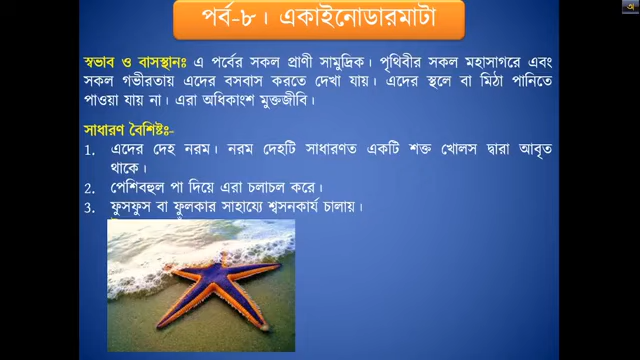 পর্ব-৮। একাইনোডারমাটা
স্বভাব ও বাসস্থানঃ এ পর্বের সকল প্রাণী সামুদ্রিক। পৃথিবীর সকল মহাসাগরে এবং
সকল গভীরতায় এদের বসবাস করতে দেখা যায়। এদের স্থলে বা মিঠা পানিতে
পাওয়া যায় না। এরা অধিকাংশ মুক্তজীবি।
সাধারণ বৈশিষ্টঃ-
1. এদের দেহ নরম। নরম দেহটি সাধারণত একটি শক্ত খোলস দ্বারা আবৃত
থাকে।
2. পেশিবহুল পা দিয়ে এরা চলাচল করে।
3. ফুসফুস বা ফুলকার সাহায্যে শ্বসনকার্য চালায়।